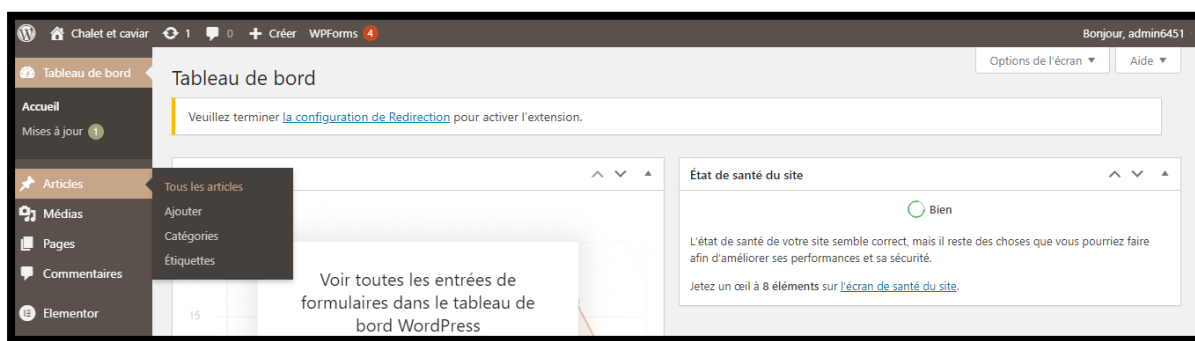 Chalet et caviar 1 0 + Créer WPForms 4 Bonjour, admin6451
Options de l'écran ▼ Aide ▼
Tableau de bord
Accueil
Mises à jour 1
Articles
Médias
Pages
Commentaires
Elementor
Tous les articles
Ajouter
Catégories
Étiquettes
Tableau de bord
Veuillez terminer la configuration de Redirection pour activer l'extension.
Voir toutes les entrées de
formulaires dans le tableau de
bord WordPress
15
État de santé du site
Bien
L'état de santé de votre site semble correct, mais il reste des choses que vous pourriez faire
afin d'améliorer ses performances et sa sécurité.
Jetez un œil à 8 éléments sur l'écran de santé du site.